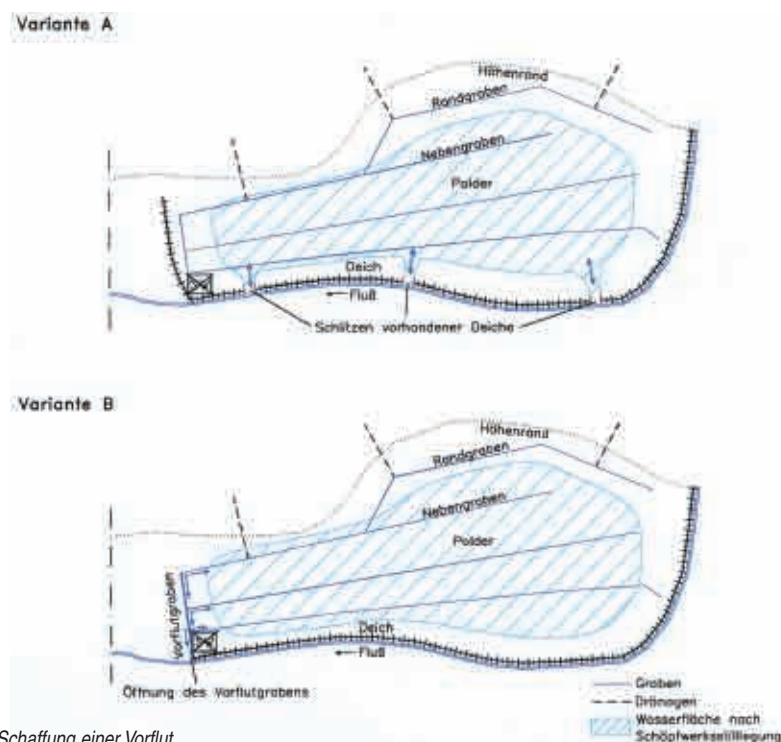 Variante A
Höhenrand
Randgraben
Nebengraben
Polder
Deich
Fluß
Schlitzen vorhandener Deiche
Variante B
Höhenrand
Randgraben
Nebengraben
Polder
Vorflutgraben
Deich
Fluß
Öffnung des Vorflutgrabens
Graben
Dränagen
Wasserfläche nach
Schöpfwerksstillegung
Schaffung einer Vorflut